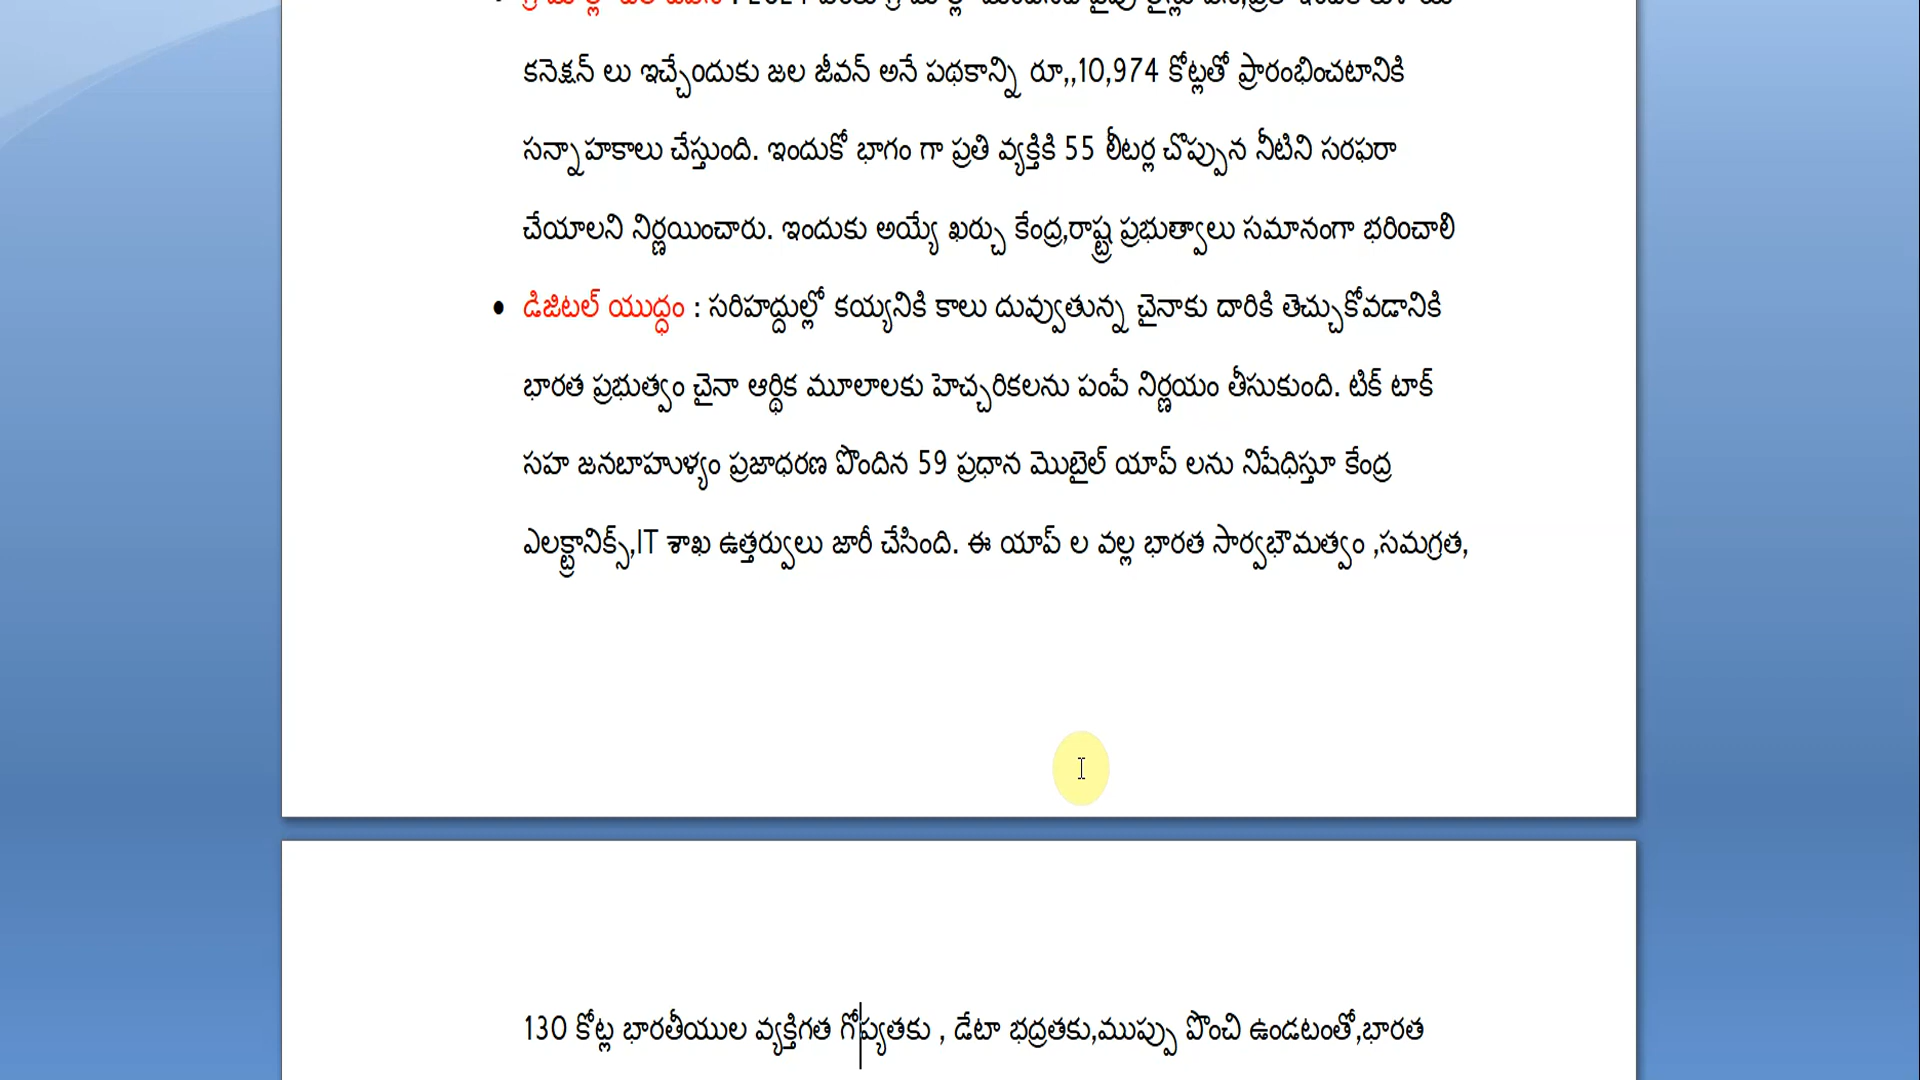 కనెక్షన్ లు ఇచ్చేందుకు జల జీవన్ అనే పథకాన్ని రూ,,10,974 కోట్లతో ప్రారంభించటానికి
సన్నాహకాలు చేస్తుంది. ఇందుకో భాగం గా ప్రతి వ్యక్తికి 55 లీటర్ల చొప్పున నీటిని సరఫరా
చేయాలని నిర్ణయించారు. ఇందుకు అయ్యే ఖర్చు కేంద్ర,రాష్ట్ర ప్రభుత్వాలు సమానంగా భరించాలి
• డిజిటల్ యుద్ధం : సరిహద్దుల్లో కయ్యనికి కాలు దువ్వుతున్న చైనాకు దారికి తెచ్చుకోవడానికి
భారత ప్రభుత్వం చైనా ఆర్థిక మూలాలకు హెచ్చరికలను పంపే నిర్ణయం తీసుకుంది. టిక్ టాక్
సహ జనబాహుళ్యం ప్రజాధరణ పొందిన 59 ప్రధాన మొబైల్ యాప్ లను నిషేధిస్తూ కేంద్ర
ఎలక్ట్రానిక్స్,IT శాఖ ఉత్తర్వులు జారీ చేసింది. ఈ యాప్ ల వల్ల భారత సార్వభౌమత్వం ,సమగ్రత,
130 కోట్ల భారతీయుల వ్యక్తిగత గోప్యతకు , డేటా భద్రతకు,ముప్పు పొంచి ఉండటంతో,భారత